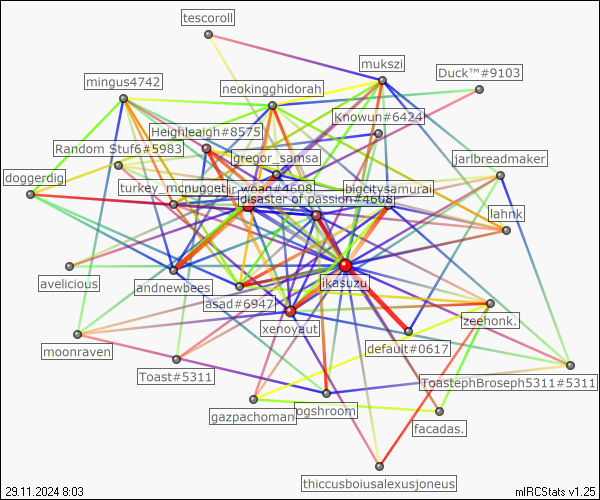 tescoroll
mukszi
Duck™#9103
mingus4742
neokingghidorah
Knowun#6424
Heighleaigh#8575
Random Stuf6#5983
gregor_samsa
jarlbreadmaker
doggerdig
turkey_mcnugget
bigcitysamurai
disaster of passion#4608
lahnk
ikasuzu
avelicious
andnewbees
asad#6947
zeehonk.
xenoyaut
moonraven
default#0617
Toast#5311
ToastephBroseph5311#5311
gazpachoman
ogshroom
facadas.
thiccusboiusalexusjoneus
29.11.2024 8:03
mIRCStats v1.25